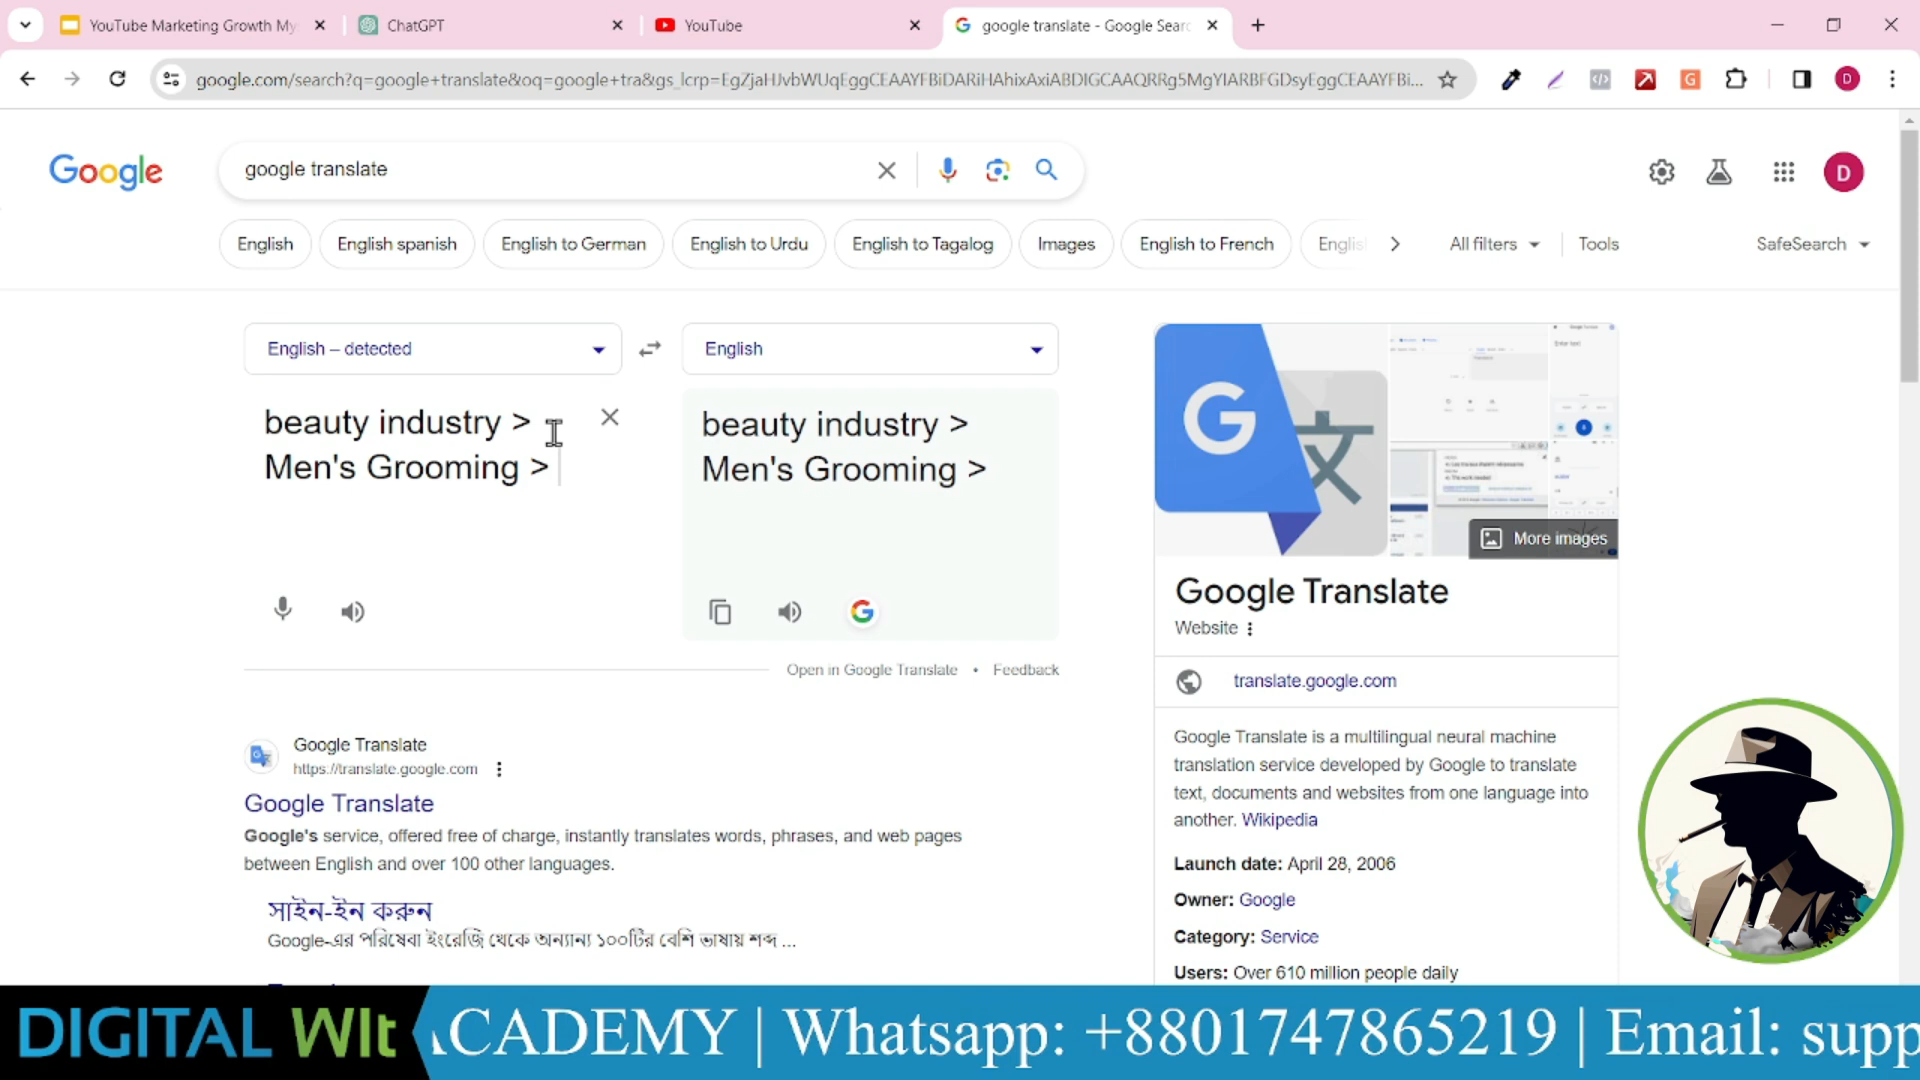 YouTube Marketing Growth My
ChatGPT
YouTube
google translate - Google Searc
google.com/search?q=google+translate&oq=google+tra&gs_lcrp=EgZjaHJvbWUqEggCEAAYFBiDARiHAhixAxiABDIGCAAQRRg5MgYIARBFGDsyEggCEAAYFBi...
D
Google
google translate
D
English
English spanish
English to German
English to Urdu
English to Tagalog
Images
English to French
Englis
All filters
Tools
SafeSearch
English – detected
English
beauty industry >
Men's Grooming >
beauty industry >
Men's Grooming >
More images
Google Translate
Website
Open in Google Translate • Feedback
translate.google.com
Google Translate
https://translate.google.com
Google Translate
Google's service, offered free of charge, instantly translates words, phrases, and web pages
between English and over 100 other languages.
সাইন-ইন করুন
Google-এর পরিষেবা ইংরেজি থেকে অন্যান্য ১০০টির বেশি ভাষায় শব্দ ...
Google Translate is a multilingual neural machine
translation service developed by Google to translate
text, documents and websites from one language into
another. Wikipedia
Launch date: April 28, 2006
Owner: Google
Category: Service
Users: Over 610 million people daily
DIGITAL WIt
ACADEMY | Whatsapp: +8801747865219 | Email: supp